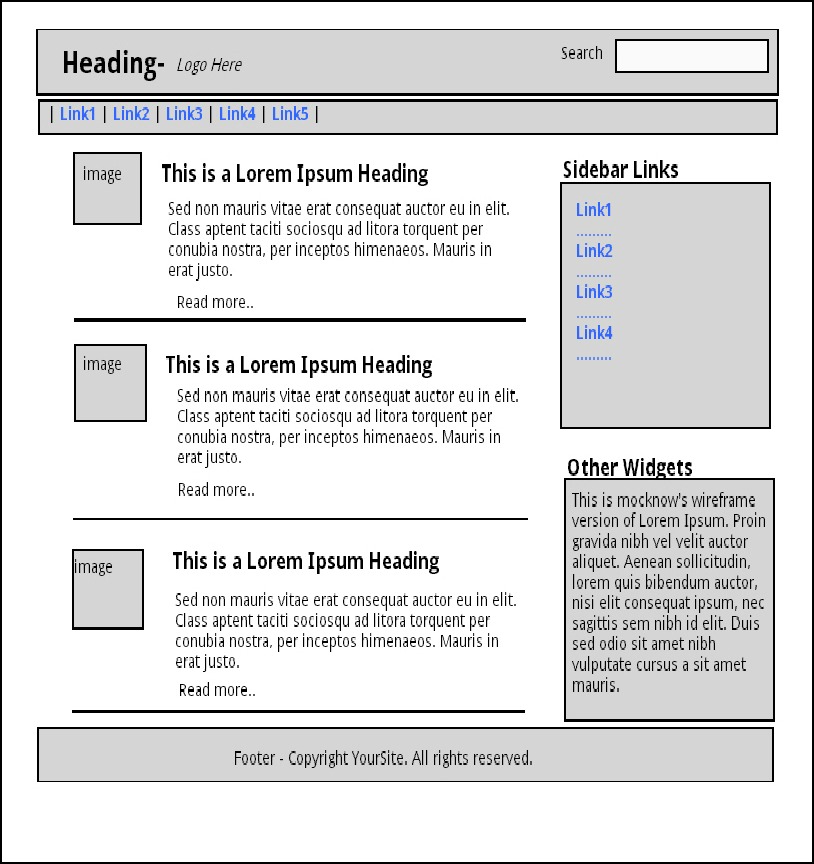 Heading- Logo Here
Search
| Link1 | Link2 | Link3 | Link4 | Link5 |
image
This is a Lorem Ipsum Heading
Sed non mauris vitae erat consequat auctor eu in elit.
Class aptent taciti sociosqu ad litora torquent per
conubia nostra, per inceptos himenaeos. Mauris in
erat justo.
Read more..
image
This is a Lorem Ipsum Heading
Sed non mauris vitae erat consequat auctor eu in elit.
Class aptent taciti sociosqu ad litora torquent per
conubia nostra, per inceptos himenaeos. Mauris in
erat justo.
Read more..
image
This is a Lorem Ipsum Heading
Sed non mauris vitae erat consequat auctor eu in elit.
Class aptent taciti sociosqu ad litora torquent per
conubia nostra, per inceptos himenaeos. Mauris in
erat justo.
Read more..
Sidebar Links
Link1
.........
Link2
.........
Link3
.........
Link4
.........
Other Widgets
This is mocknow's wireframe
version of Lorem Ipsum. Proin
gravida nibh vel velit auctor
aliquet. Aenean sollicitudin,
lorem quis bibendum auctor,
nisi elit consequat ipsum, nec
sagittis sem nibh id elit. Duis
sed odio sit amet nibh
vulputate cursus a sit amet
mauris.
Footer - Copyright YourSite. All rights reserved.